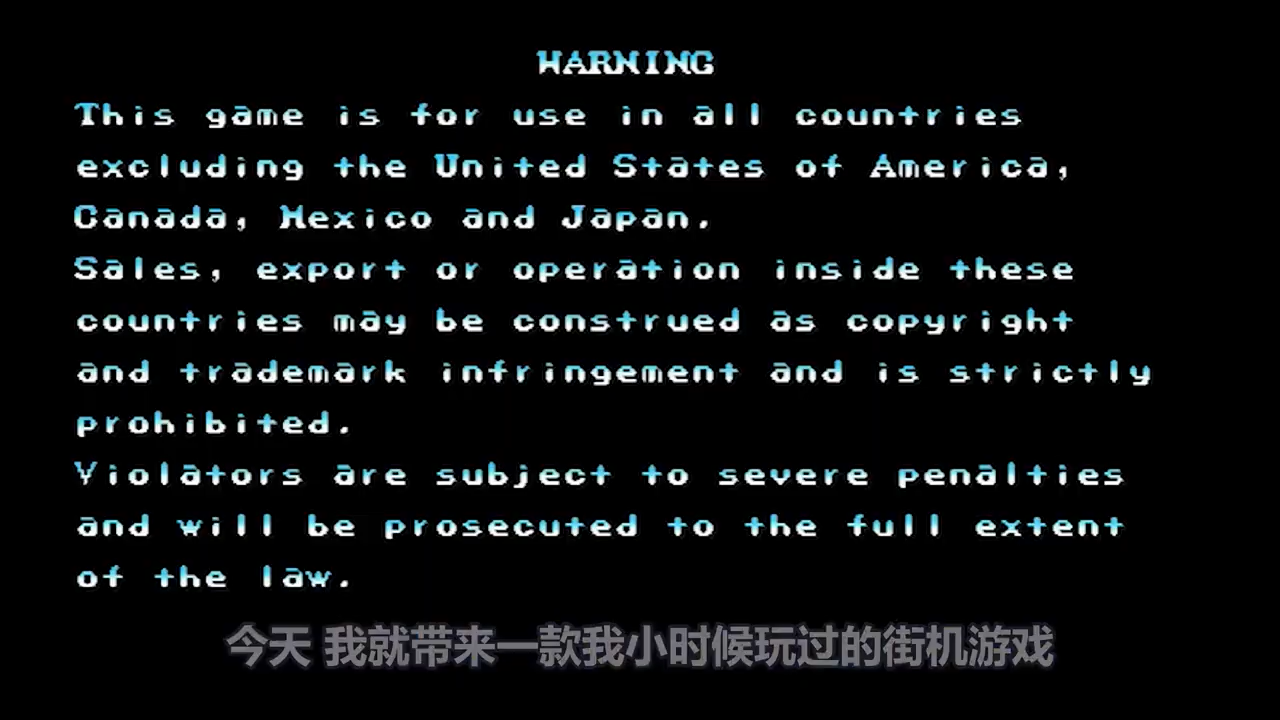 WARNING
This game is for use in all countries
excluding the United States of America,
Canada, Mexico and Japan.
Sales, export or operation inside these
countries may be construed as copyright
and trademark infringement and is strictly
prohibited.
Violators are subject to severe penalties
and will be prosecuted to the full extent
of the law.
今天 我就带来一款我小时候玩过的街机游戏